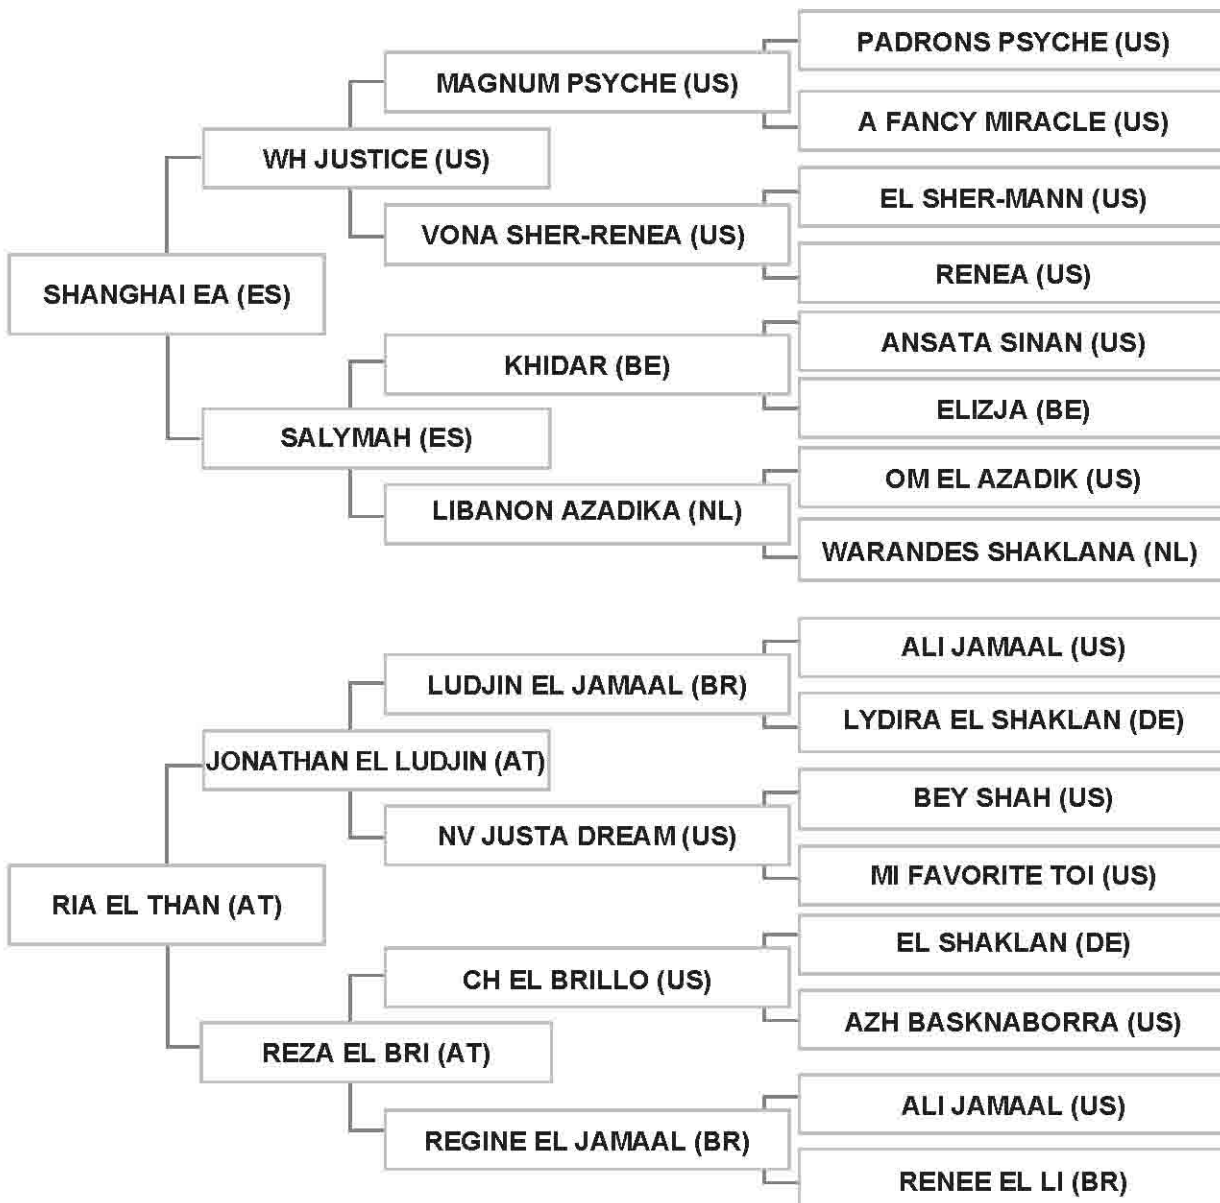 PADRONS PSYCHE (US)
MAGNUM PSYCHE (US)
A FANCY MIRACLE (US)
WH JUSTICE (US)
EL SHER-MANN (US)
VONA SHER-RENEA (US)
RENEA (US)
SHANGHAI EA (ES)
ANSATA SINAN (US)
KHIDAR (BE)
ELIZJA (BE)
SALYMAH (ES)
OM EL AZADIK (US)
LIBANON AZADIKA (NL)
WARANDES SHAKLANA (NL)
ALI JAMAAL (US)
LUDJIN EL JAMAAL (BR)
LYDIRA EL SHAKLAN (DE)
JONATHAN EL LUDJIN (AT)
BEY SHAH (US)
NV JUSTA DREAM (US)
MI FAVORITE TOI (US)
RIA EL THAN (AT)
EL SHAKLAN (DE)
CH EL BRILLO (US)
AZH BASKNABORRA (US)
REZA EL BRI (AT)
ALI JAMAAL (US)
REGINE EL JAMAAL (BR)
RENEE EL LI (BR)